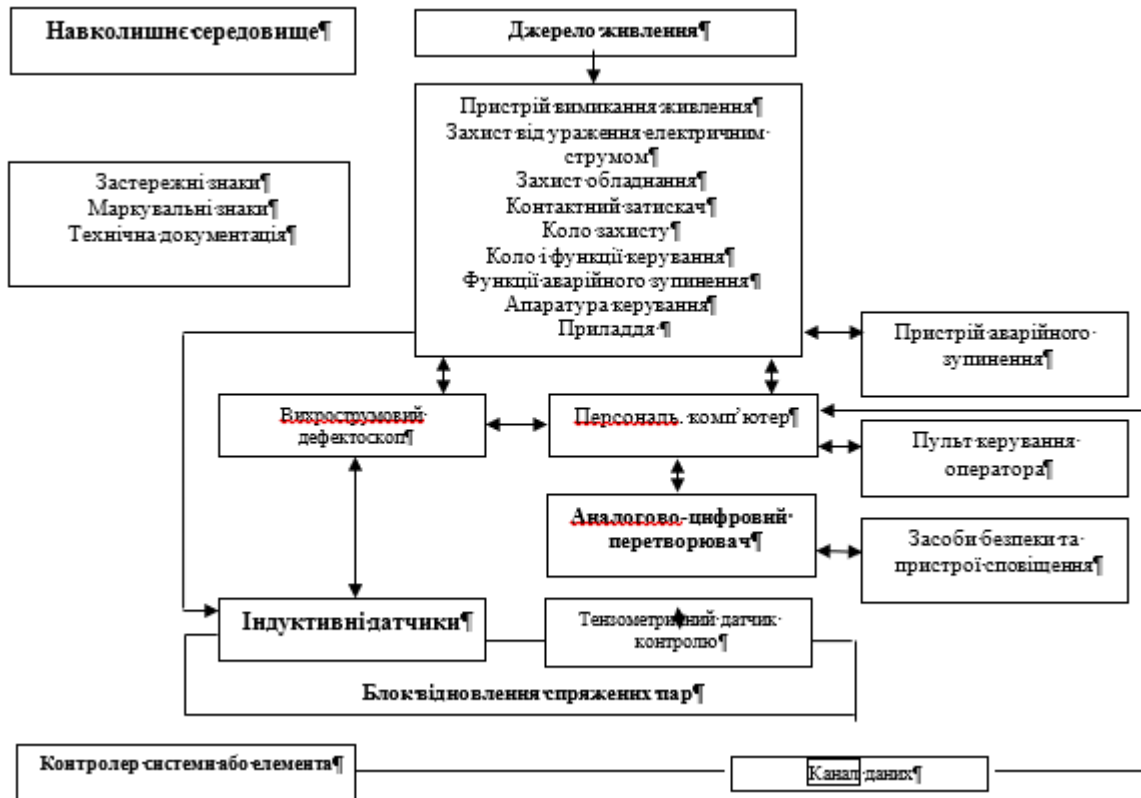 Навколишнє середовище¶
Джерело живлення¶
Пристрій вимикання живлення¶
Захист від ураження електричним
струмом¶
Захист обладнання¶
Контактний затискач¶
Коло захисту¶
Коло і функції керування¶
Функції аварійного зупинення¶
Апаратура керування¶
Приладдя ¶
Застережні знаки¶
Маркувальні знаки¶
Технічна документація¶
Пристрій аварійного
зупинення¶
Вихрострумовий
дефектоскоп¶
Персональ. комп’ютер¶
Пульт керування
оператора¶
Аналогово-цифровий
перетворювач¶
Засоби безпеки та
пристрої сповіщення¶
Індуктивні датчики¶
Тензометричний датчик
контролю¶
Блок відновлення спряжених пар¶
Контролер системи або елемента¶
Канал даних¶